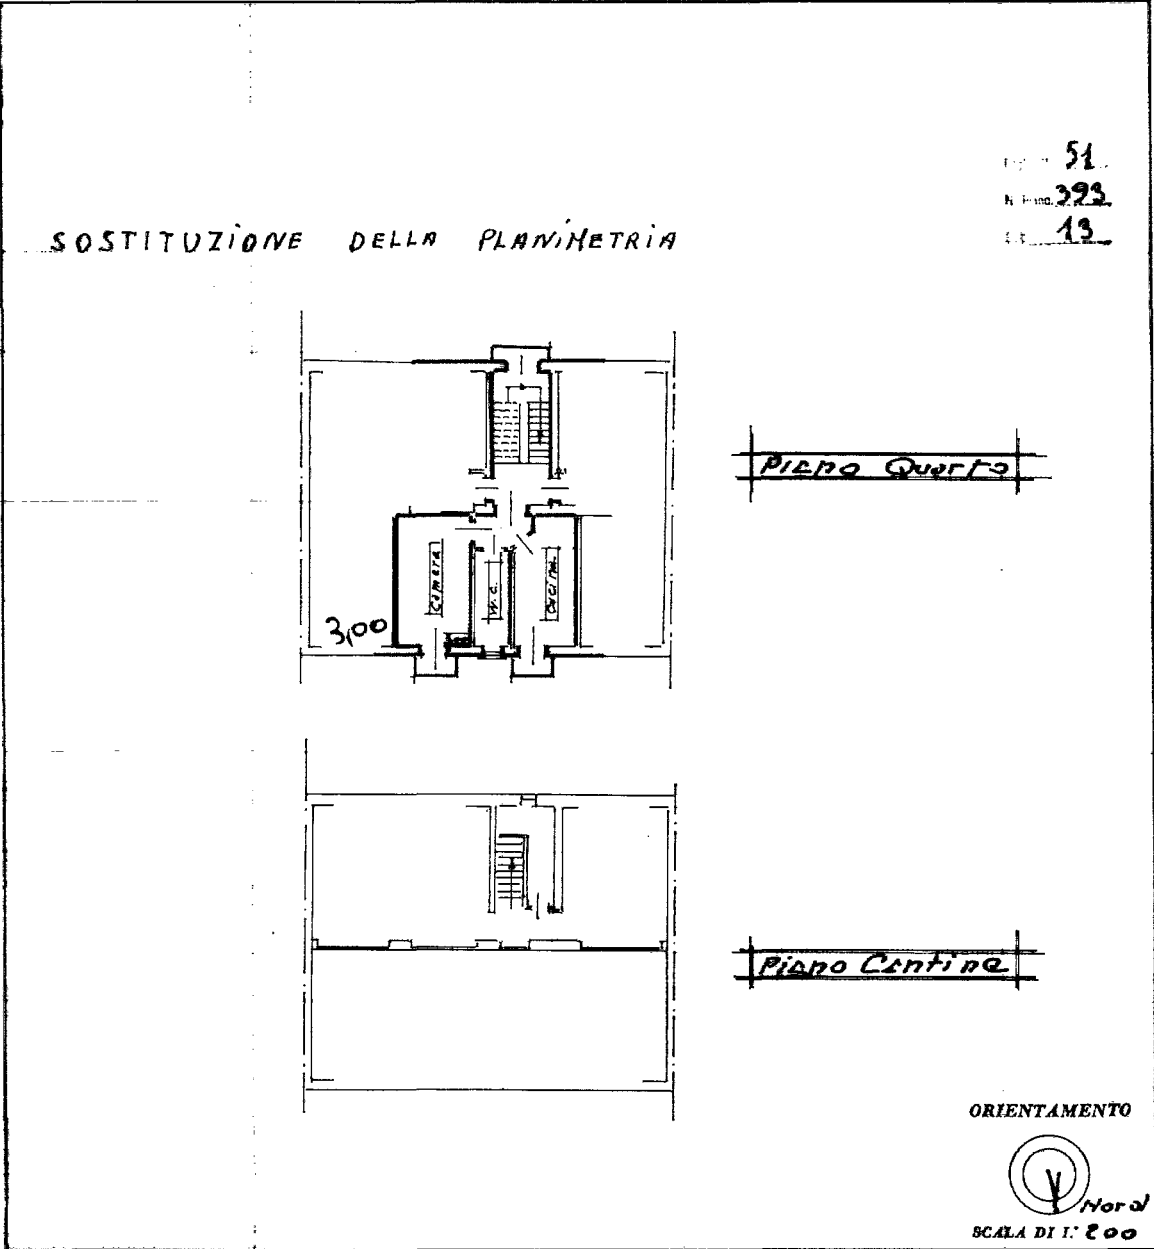 51
393
13
SOSTITUZIONE DELLA PLANIMETRIA
Piano Quarto
Camera
W.C.
Cucina
3,00
Piano Cantina
ORIENTAMENTO
Nord
SCALA DI 1: 200